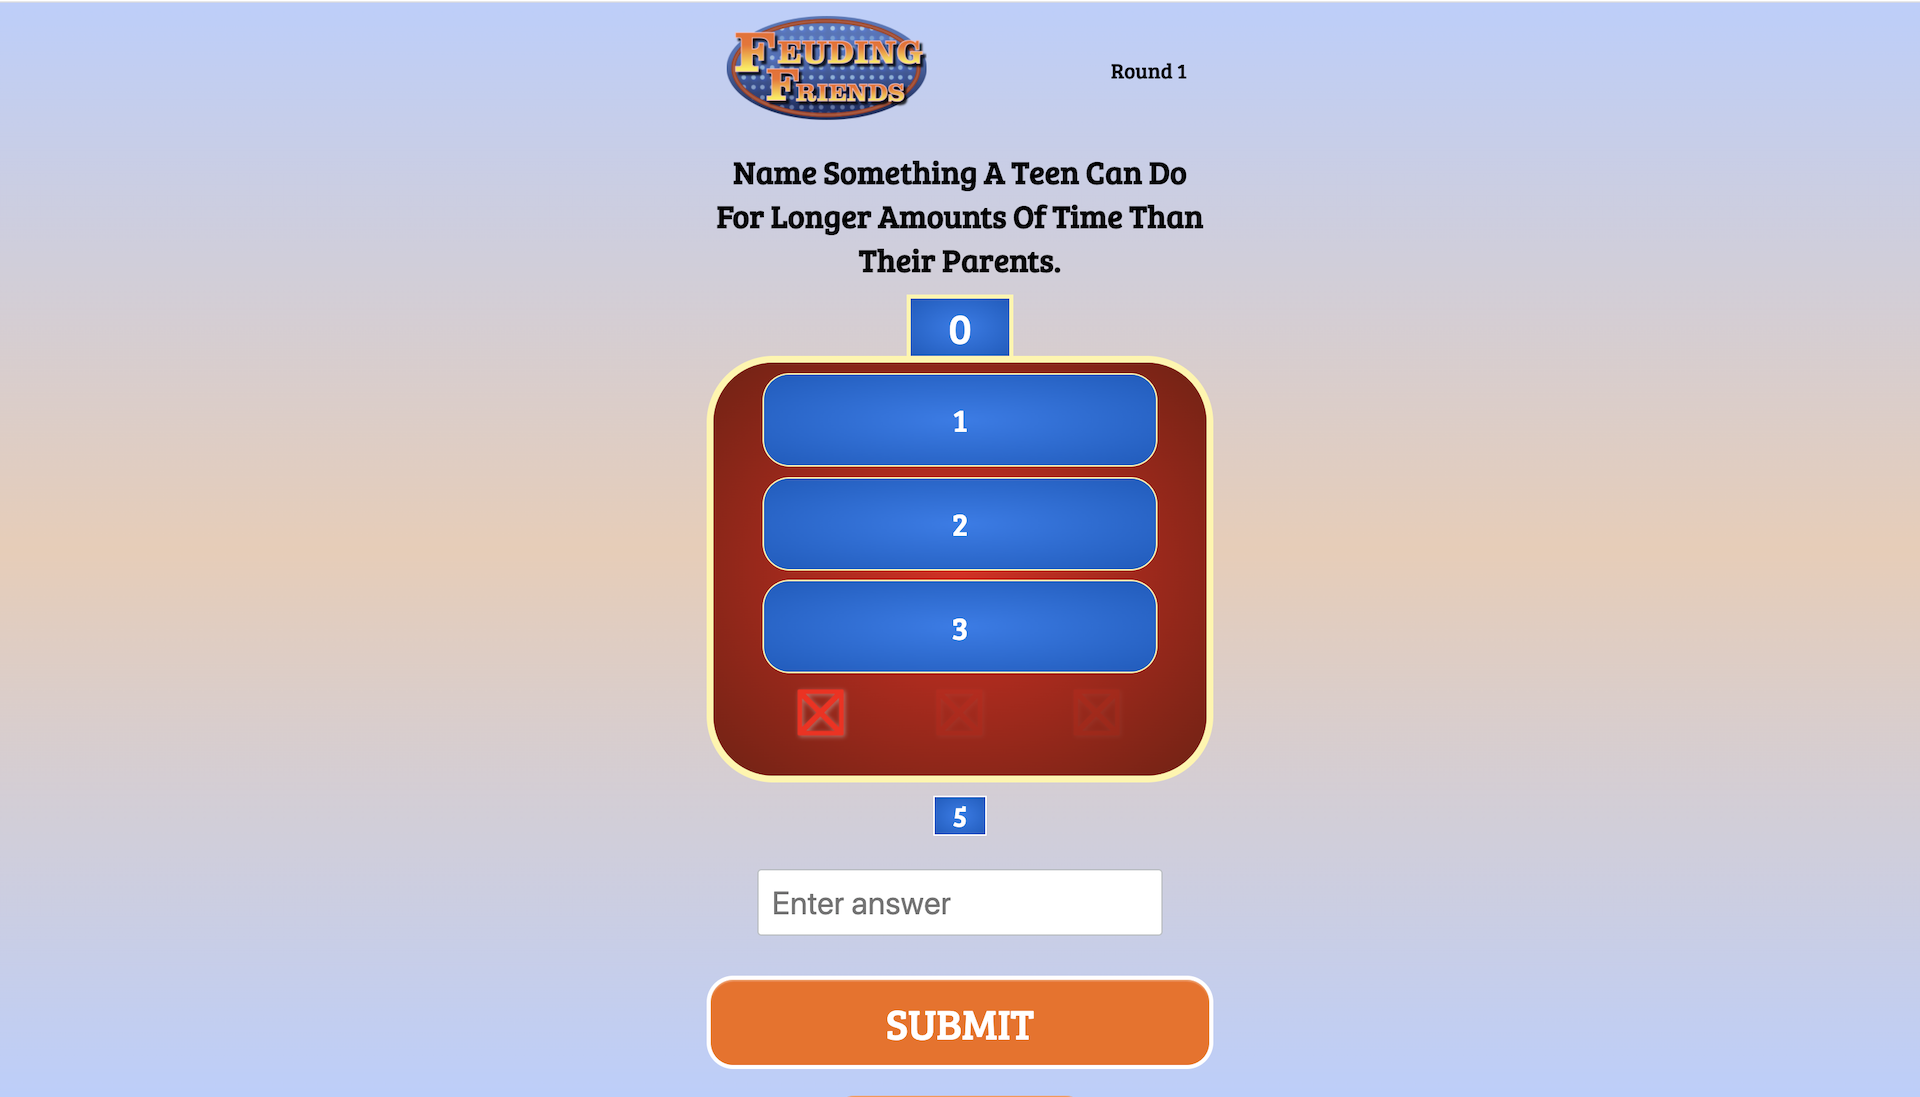 FEUDING
FRIENDS
Round 1
Name Something A Teen Can Do
For Longer Amounts Of Time Than
Their Parents.
0
1
2
3
5
Enter answer
SUBMIT